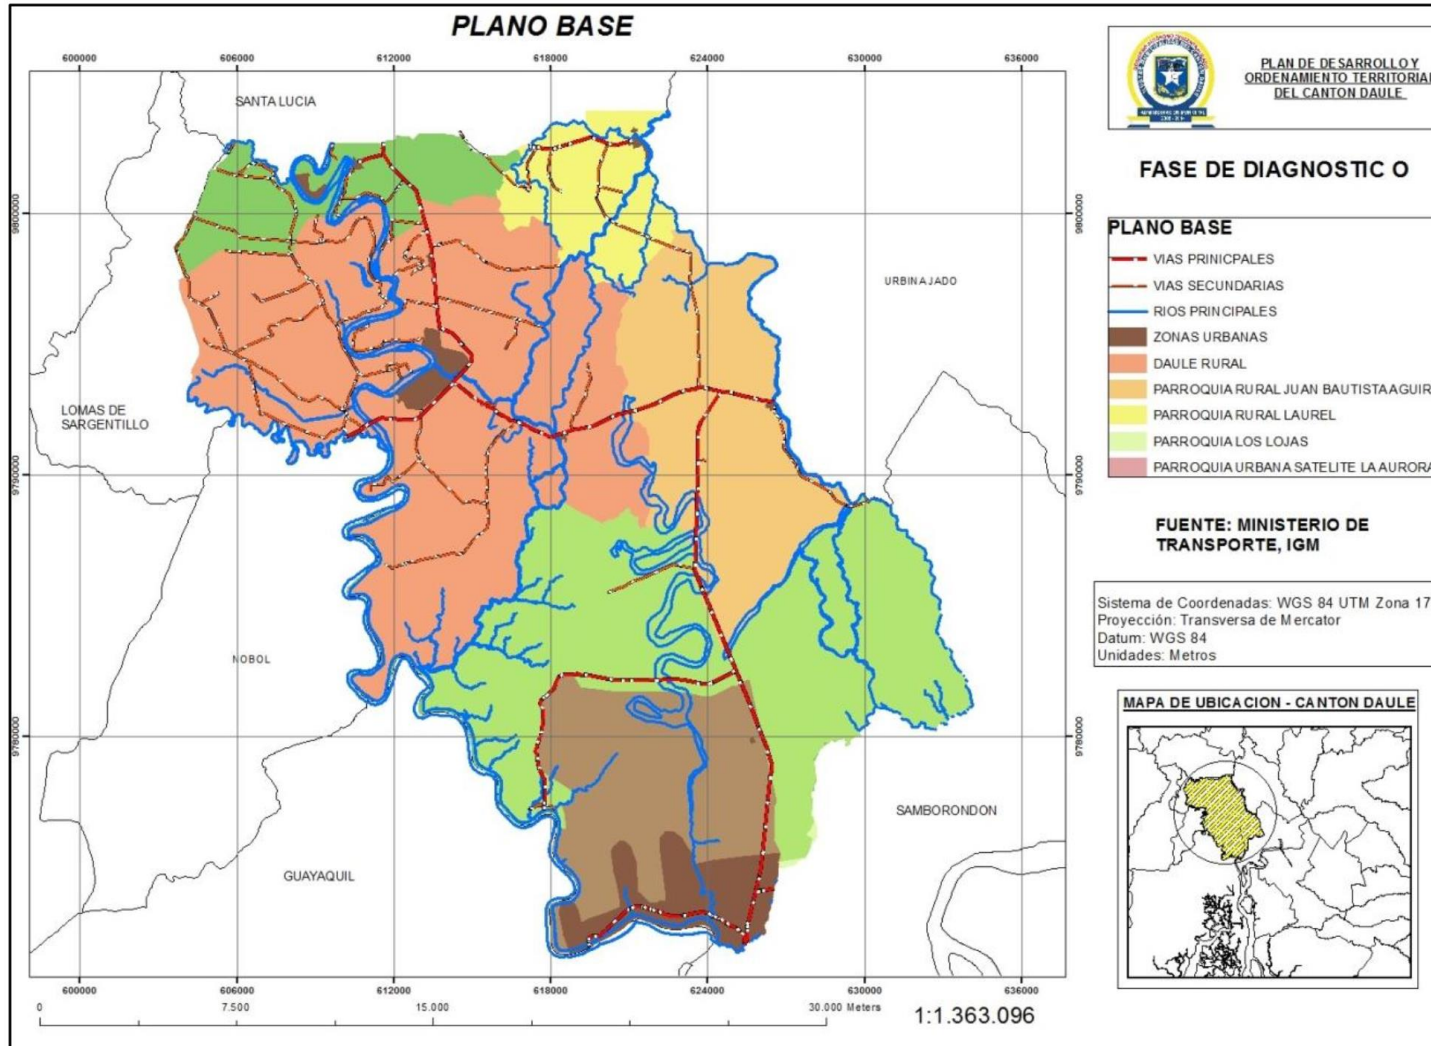 PLANO BASE
600000
606000
612000
618000
624000
630000
636000
SANTA LUCIA
9800000
9800000
URBINA JADO
LOMAS DE
SARGENTILLO
9790000
9790000
NOBOL
9780000
9780000
SAMBORONDON
GUAYAQUIL
600000
606000
612000
618000
624000
630000
636000
0
7.500
15.000
30.000 Meters
1:1.363.096
PLAN DE DESARROLLO Y
ORDENAMIENTO TERRITORIAL
DEL CANTON DAULE
FASE DE DIAGNOSTIC O
PLANO BASE
VIAS PRINICPALES
VIAS SECUNDARIAS
RIOS PRINCIPALES
ZONAS URBANAS
DAULE RURAL
PARROQUIA RURAL JUAN BAUTISTA AGUIR
PARROQUIA RURAL LAUREL
PARROQUIA LOS LOJAS
PARROQUIA URBANA SATELITE LA AURORA
FUENTE: MINISTERIO DE
TRANSPORTE, IGM
Sistema de Coordenadas: WGS 84 UTM Zona 17
Proyección: Transversa de Mercator
Datum: WGS 84
Unidades: Metros
MAPA DE UBICACION - CANTON DAULE